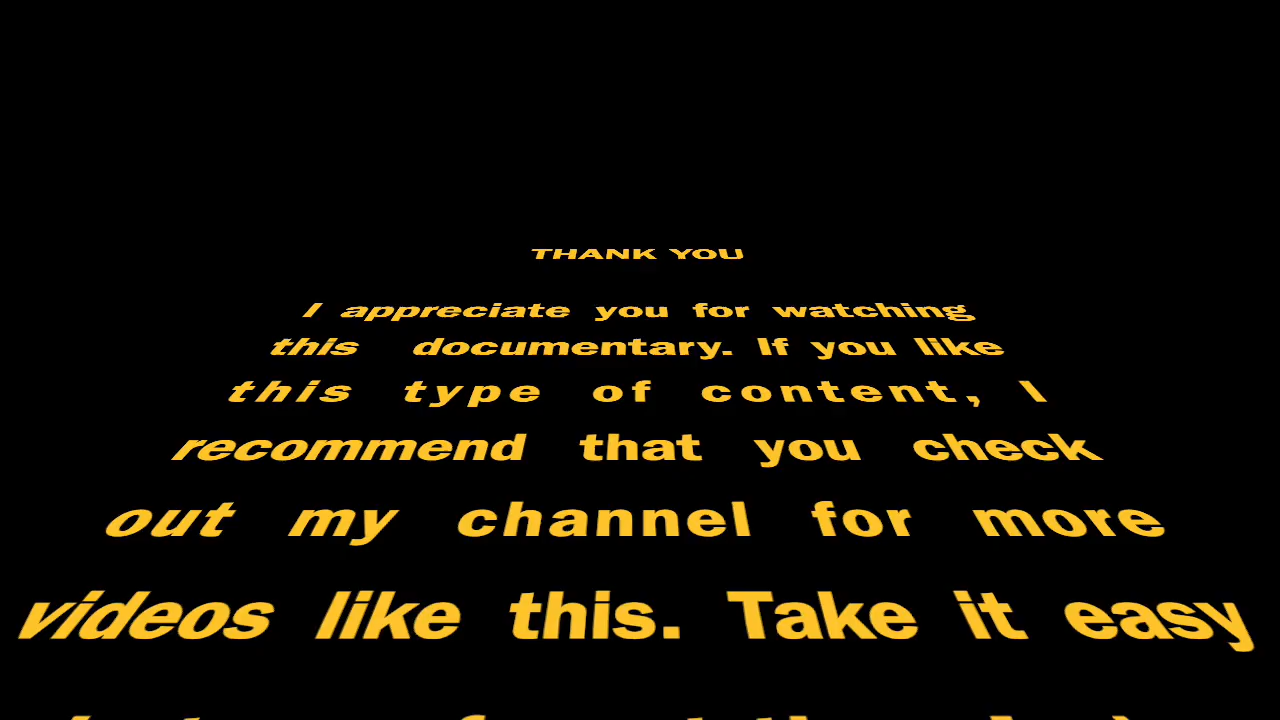 THANK YOU
I appreciate you for watching
this documentary. If you like
this type of content, I
recommend that you check
out my channel for more
videos like this. Take it easy